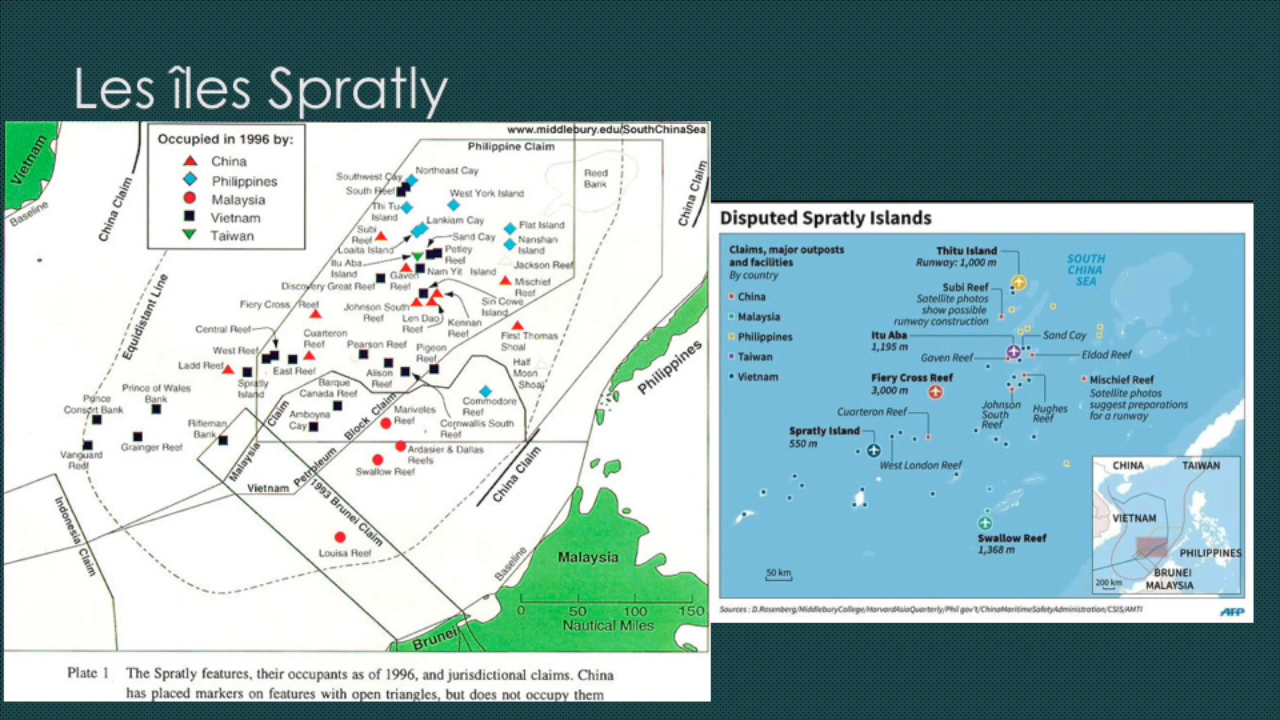 Les îles Spratly
www.middlebury.edu/SouthChinaSea
Occupied in 1996 by:
China
Philippines
Malaysia
Vietnam
Taiwan
Vietnam
Baseline
China Claim
Equidistant Line
Philippine Claim
Reed
Bank
China Claim
Southwest Cay
Northeast Cay
South Reef
West York Island
Thi Tu
Island
Lankiam Cay
Flat Island
Subi
Reef
Loaita Island
Sand Cay
Nanshan
Island
Petley
Reef
Itu Aba
Island
Gaven
Reef
Nam Yit Island
Jackson Reef
Discovery Great Reef
Mischief
Reef
Fiery Cross Reef
Johnson South
Reef
Len Dao
Reef
Sin Cowe
Island
Kennan
Reef
First Thomas
Shoal
Central Reef
Cuarteron
Reef
Pearson Reef
Pigeon
Reef
West Reef
Ladd Reef
East Reef
Alison
Reef
Half
Moon
Shoal
Spratly
Island
Barque
Canada Reef
Prince of Wales
Bank
Prince
Consort Bank
Commodore
Reef
Amboyna
Cay
Mariveles
Reef
Cornwallis South
Reef
Rifleman
Bank
Grainger Reef
Vanguard
Reef
Ardasier & Dallas
Reefs
Swallow Reef
Malaysia Claim
Vietnam Petroleum Block Claim
1993 Brunei Claim
China Claim
Indonesia Claim
Louisa Reef
Philippines
Malaysia
Baseline
Brunei
0 50 100 150
Nautical Miles
Plate 1 The Spratly features, their occupants as of 1996, and jurisdictional claims. China
has placed markers on features with open triangles, but does not occupy them
Disputed Spratly Islands
Claims, major outposts
and facilities
By country
China
Malaysia
Philippines
Taiwan
Vietnam
Thitu Island
Runway: 1,000 m
SOUTH
CHINA
SEA
Subi Reef
Satellite photos
show possible
runway construction
Itu Aba
1,195 m
Sand Cay
Gaven Reef
Eldad Reef
Fiery Cross Reef
3,000 m
Mischief Reef
Satellite photos
suggest preparations
for a runway
Cuarteron Reef
Johnson
South
Reef
Hughes
Reef
Spratly Island
550 m
West London Reef
Swallow Reef
1,368 m
50 km
CHINA
TAIWAN
VIETNAM
PHILIPPINES
BRUNEI
MALAYSIA
200 km
Sources : D.Rosenberg/MiddleburyCollege/HarvardAsiaQuarterly/Phil gov't/ChinaMaritimeSafetyAdministration/CSIS/AMTI
AFP